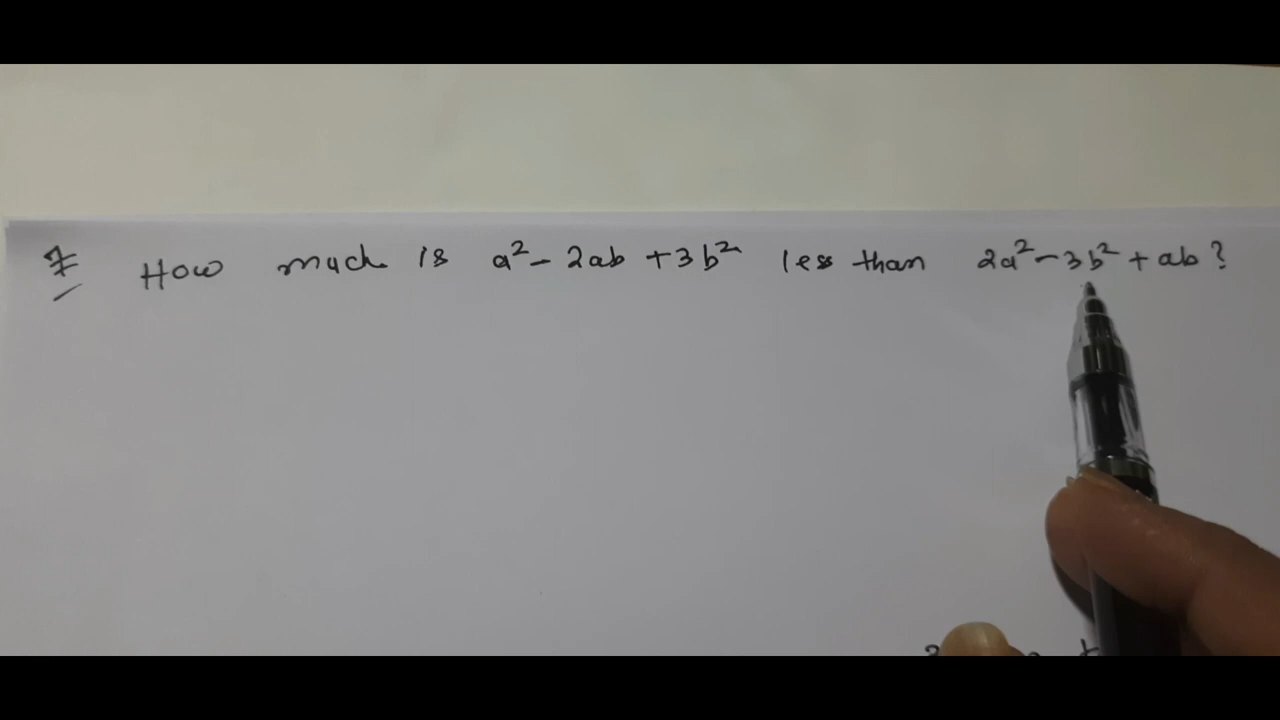 7 How much is a² - 2ab + 3b² less than 2a² - 3b² + ab?